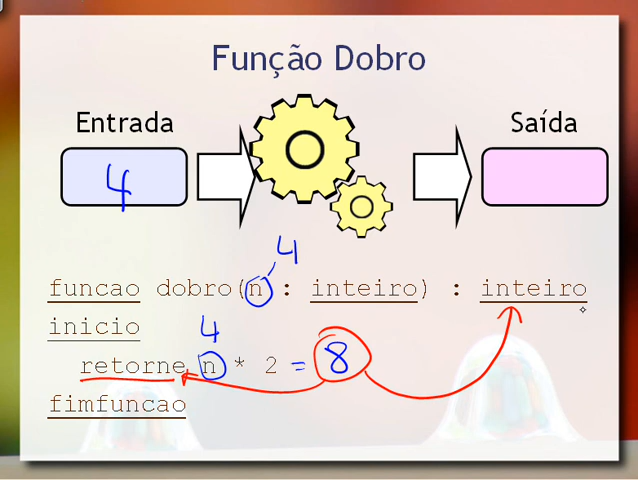 Função Dobro
Entrada
Saída
4
4
funcao dobro(n : inteiro) : inteiro
inicio
4
retorne n * 2 = 8
fimfuncao